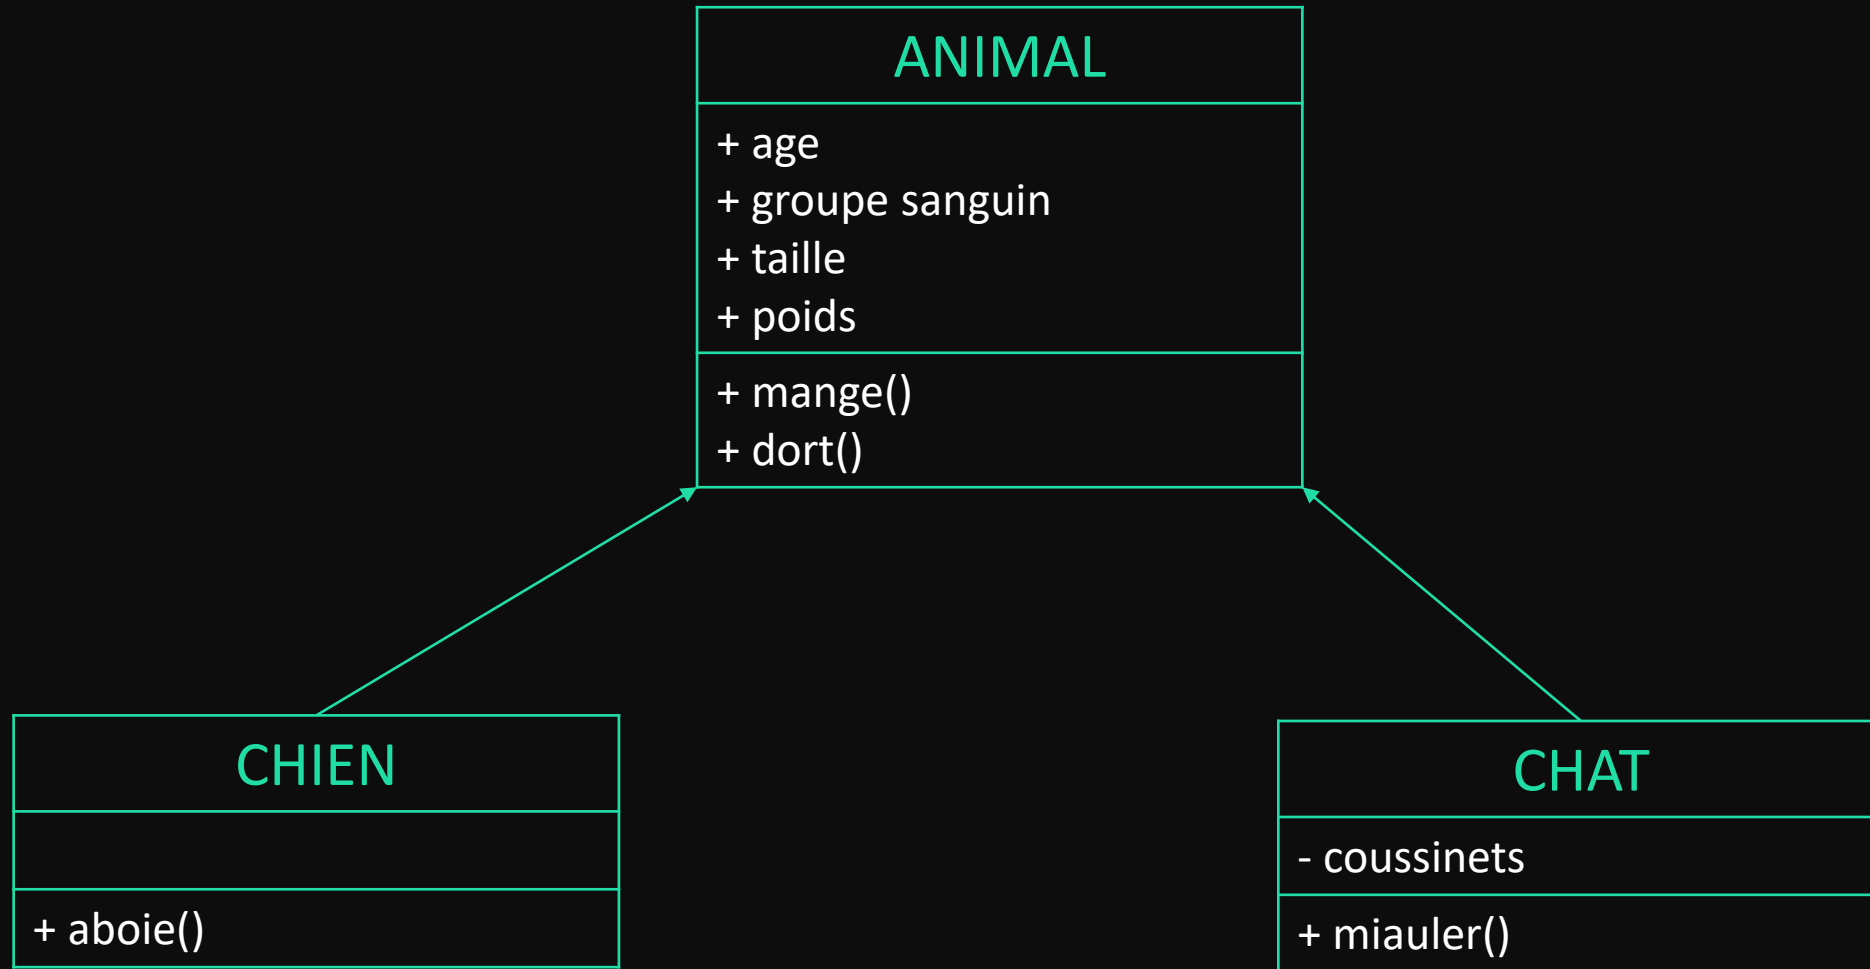 ANIMAL
+ age
+ groupe sanguin
+ taille
+ poids
+ mange()
+ dort()
CHIEN
+ aboie()
CHAT
- coussinets
+ miauler()